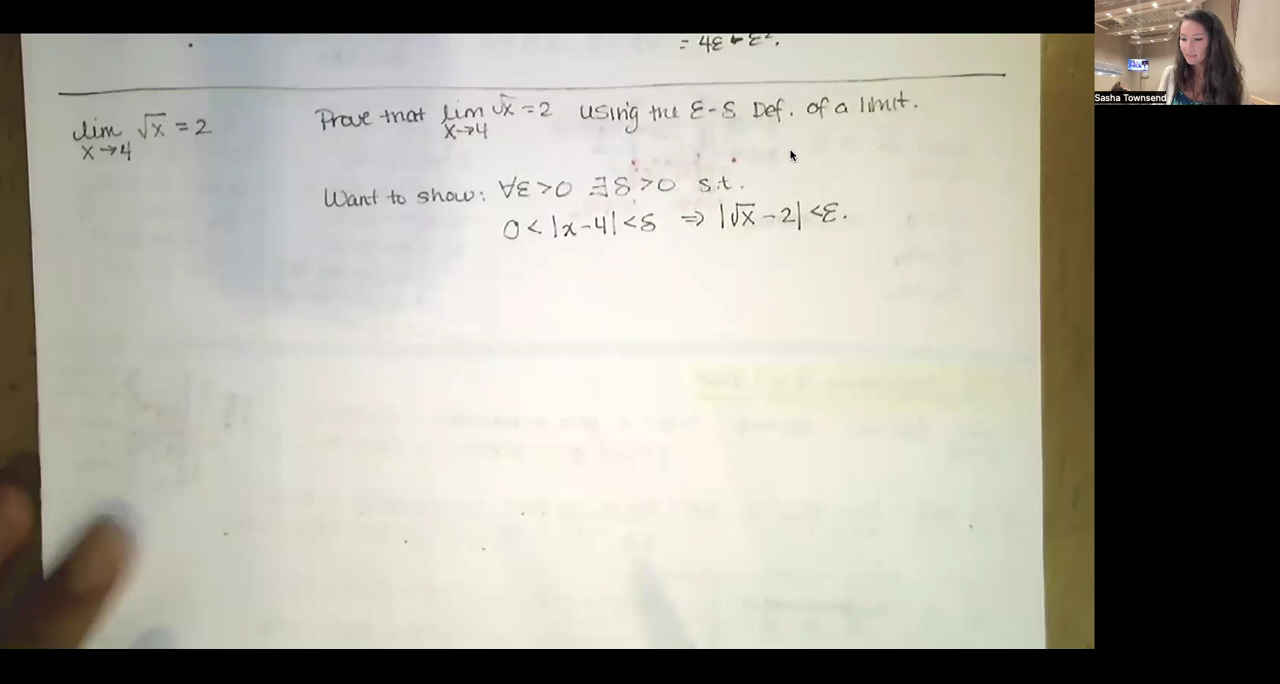 = 4ε - ε².
lim √x = 2
x→4
Prove that lim √x = 2 using the ε-δ Def. of a limit.
x→4
Want to show: ∀ε>0 ∃δ>0 s.t.
0<|x-4|<δ ⇒ |√x-2|<ε.
Sasha Townsend